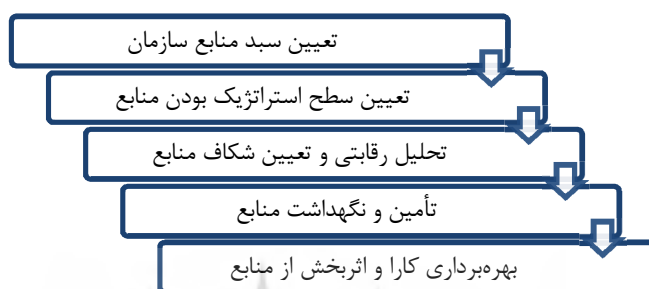 تعیین سبد منابع سازمان
تعیین سطح استراتژیک بودن منابع
تحلیل رقابتی و تعیین شکاف منابع
تأمین و نگهداشت منابع
بهره‌برداری کارا و اثربخش از منابع